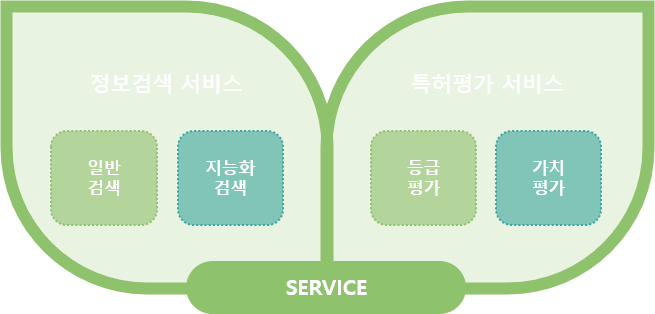 정보검색 서비스
특허평가 서비스
일반
검색
지능화
검색
등급
평가
가치
평가
SERVICE